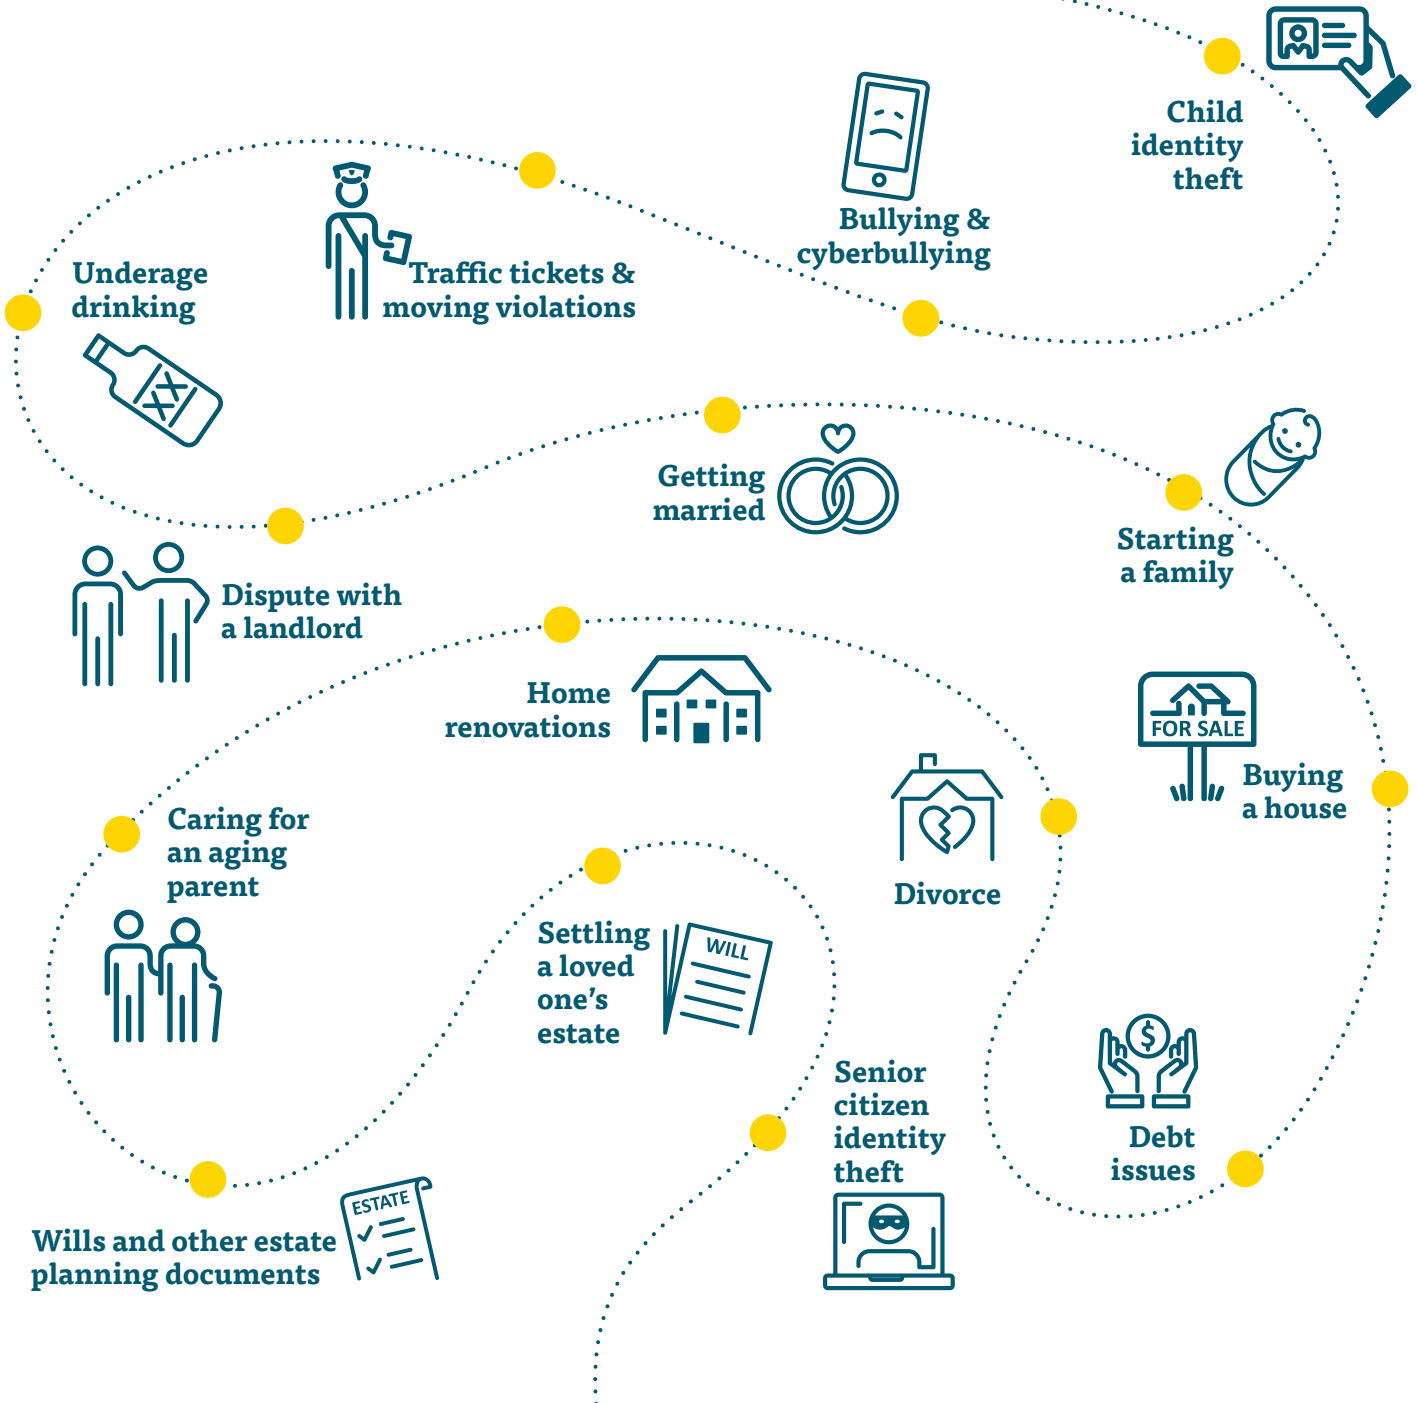 Child
identity
theft
Bullying &
cyberbullying
Traffic tickets &
moving violations
Underage
drinking
Dispute with
a landlord
Getting
married
Starting
a family
FOR SALE
Buying
a house
$
Debt
issues
Divorce
Home
renovations
Caring for
an aging
parent
Wills and other estate
planning documents
ESTATE
Settling
a loved
one's
estate
WILL
Senior
citizen
identity
theft